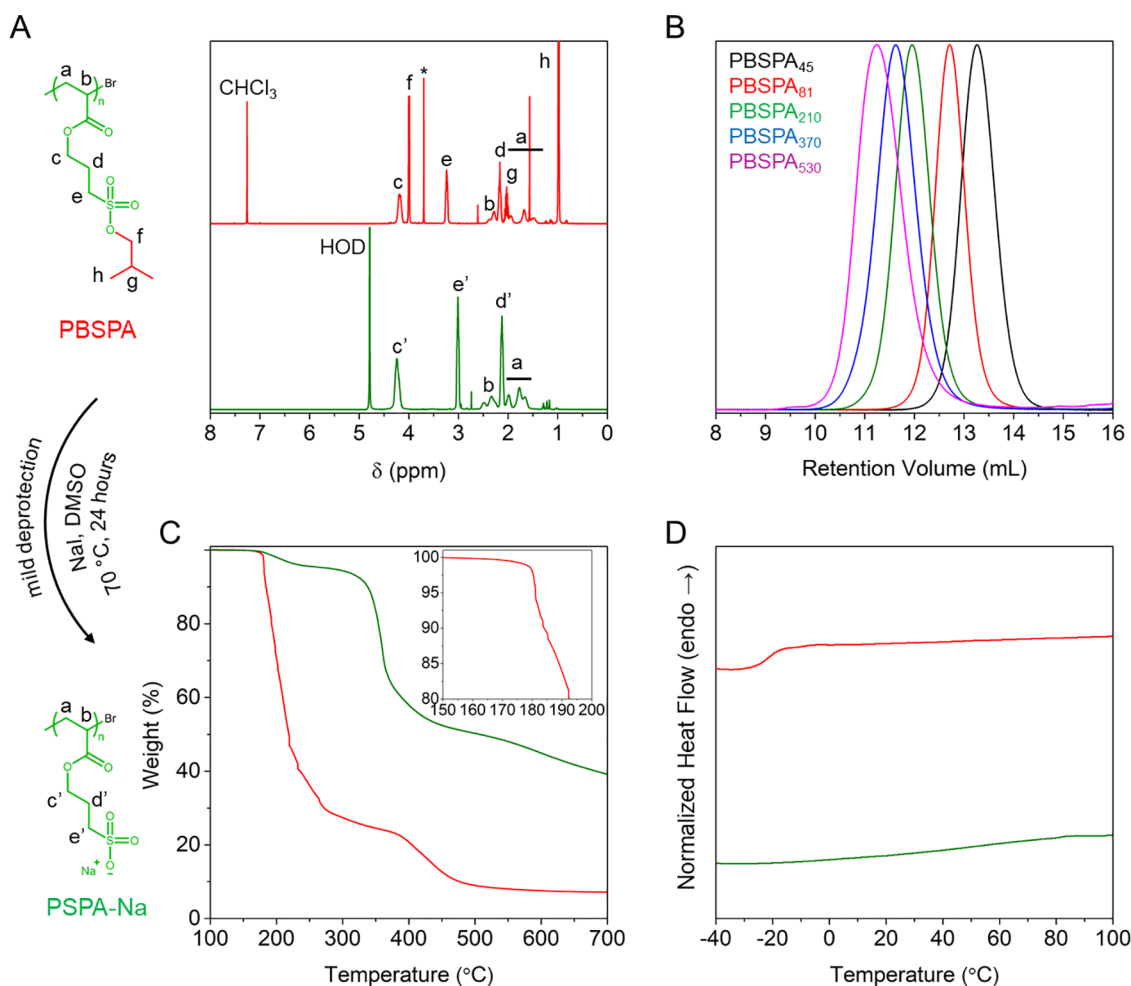 A
a
b
Br
n
O
O
c
d
e
O
S
O
O
f
h
g
PBSPA
mild deprotection
NaI, DMSO
70 °C, 24 hours
a
b
Br
n
O
O
c'
d'
e'
O
S
O
Na+
O-
PSPA-Na
CHCl3
f
*
h
e
c
d
a
g
b
HOD
e'
d'
c'
b
a
8 7 6 5 4 3 2 1 0
δ (ppm)
B
PBSPA45
PBSPA81
PBSPA210
PBSPA370
PBSPA530
8 9 10 11 12 13 14 15 16
Retention Volume (mL)
C
Weight (%)
80
60
40
20
0
100 200 300 400 500 600 700
Temperature (°C)
100
95
90
85
80
150 160 170 180 190 200
D
Normalized Heat Flow (endo →)
-40 -20 0 20 40 60 80 100
Temperature (°C)